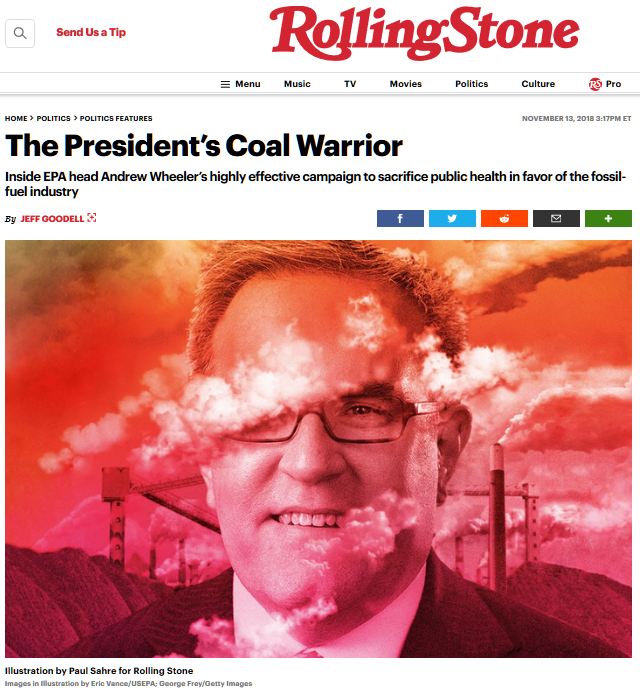 Send Us a Tip
RollingStone
Menu
Music
TV
Movies
Politics
Culture
RS Pro
HOME > POLITICS > POLITICS FEATURES
NOVEMBER 13, 2018 3:17PM ET
The President's Coal Warrior
Inside EPA head Andrew Wheeler's highly effective campaign to sacrifice public health in favor of the fossil-
fuel industry
By JEFF GOODELL
f
+
Illustration by Paul Sahre for Rolling Stone
Images in Illustration by Eric Vance/USEPA; George Frey/Getty Images